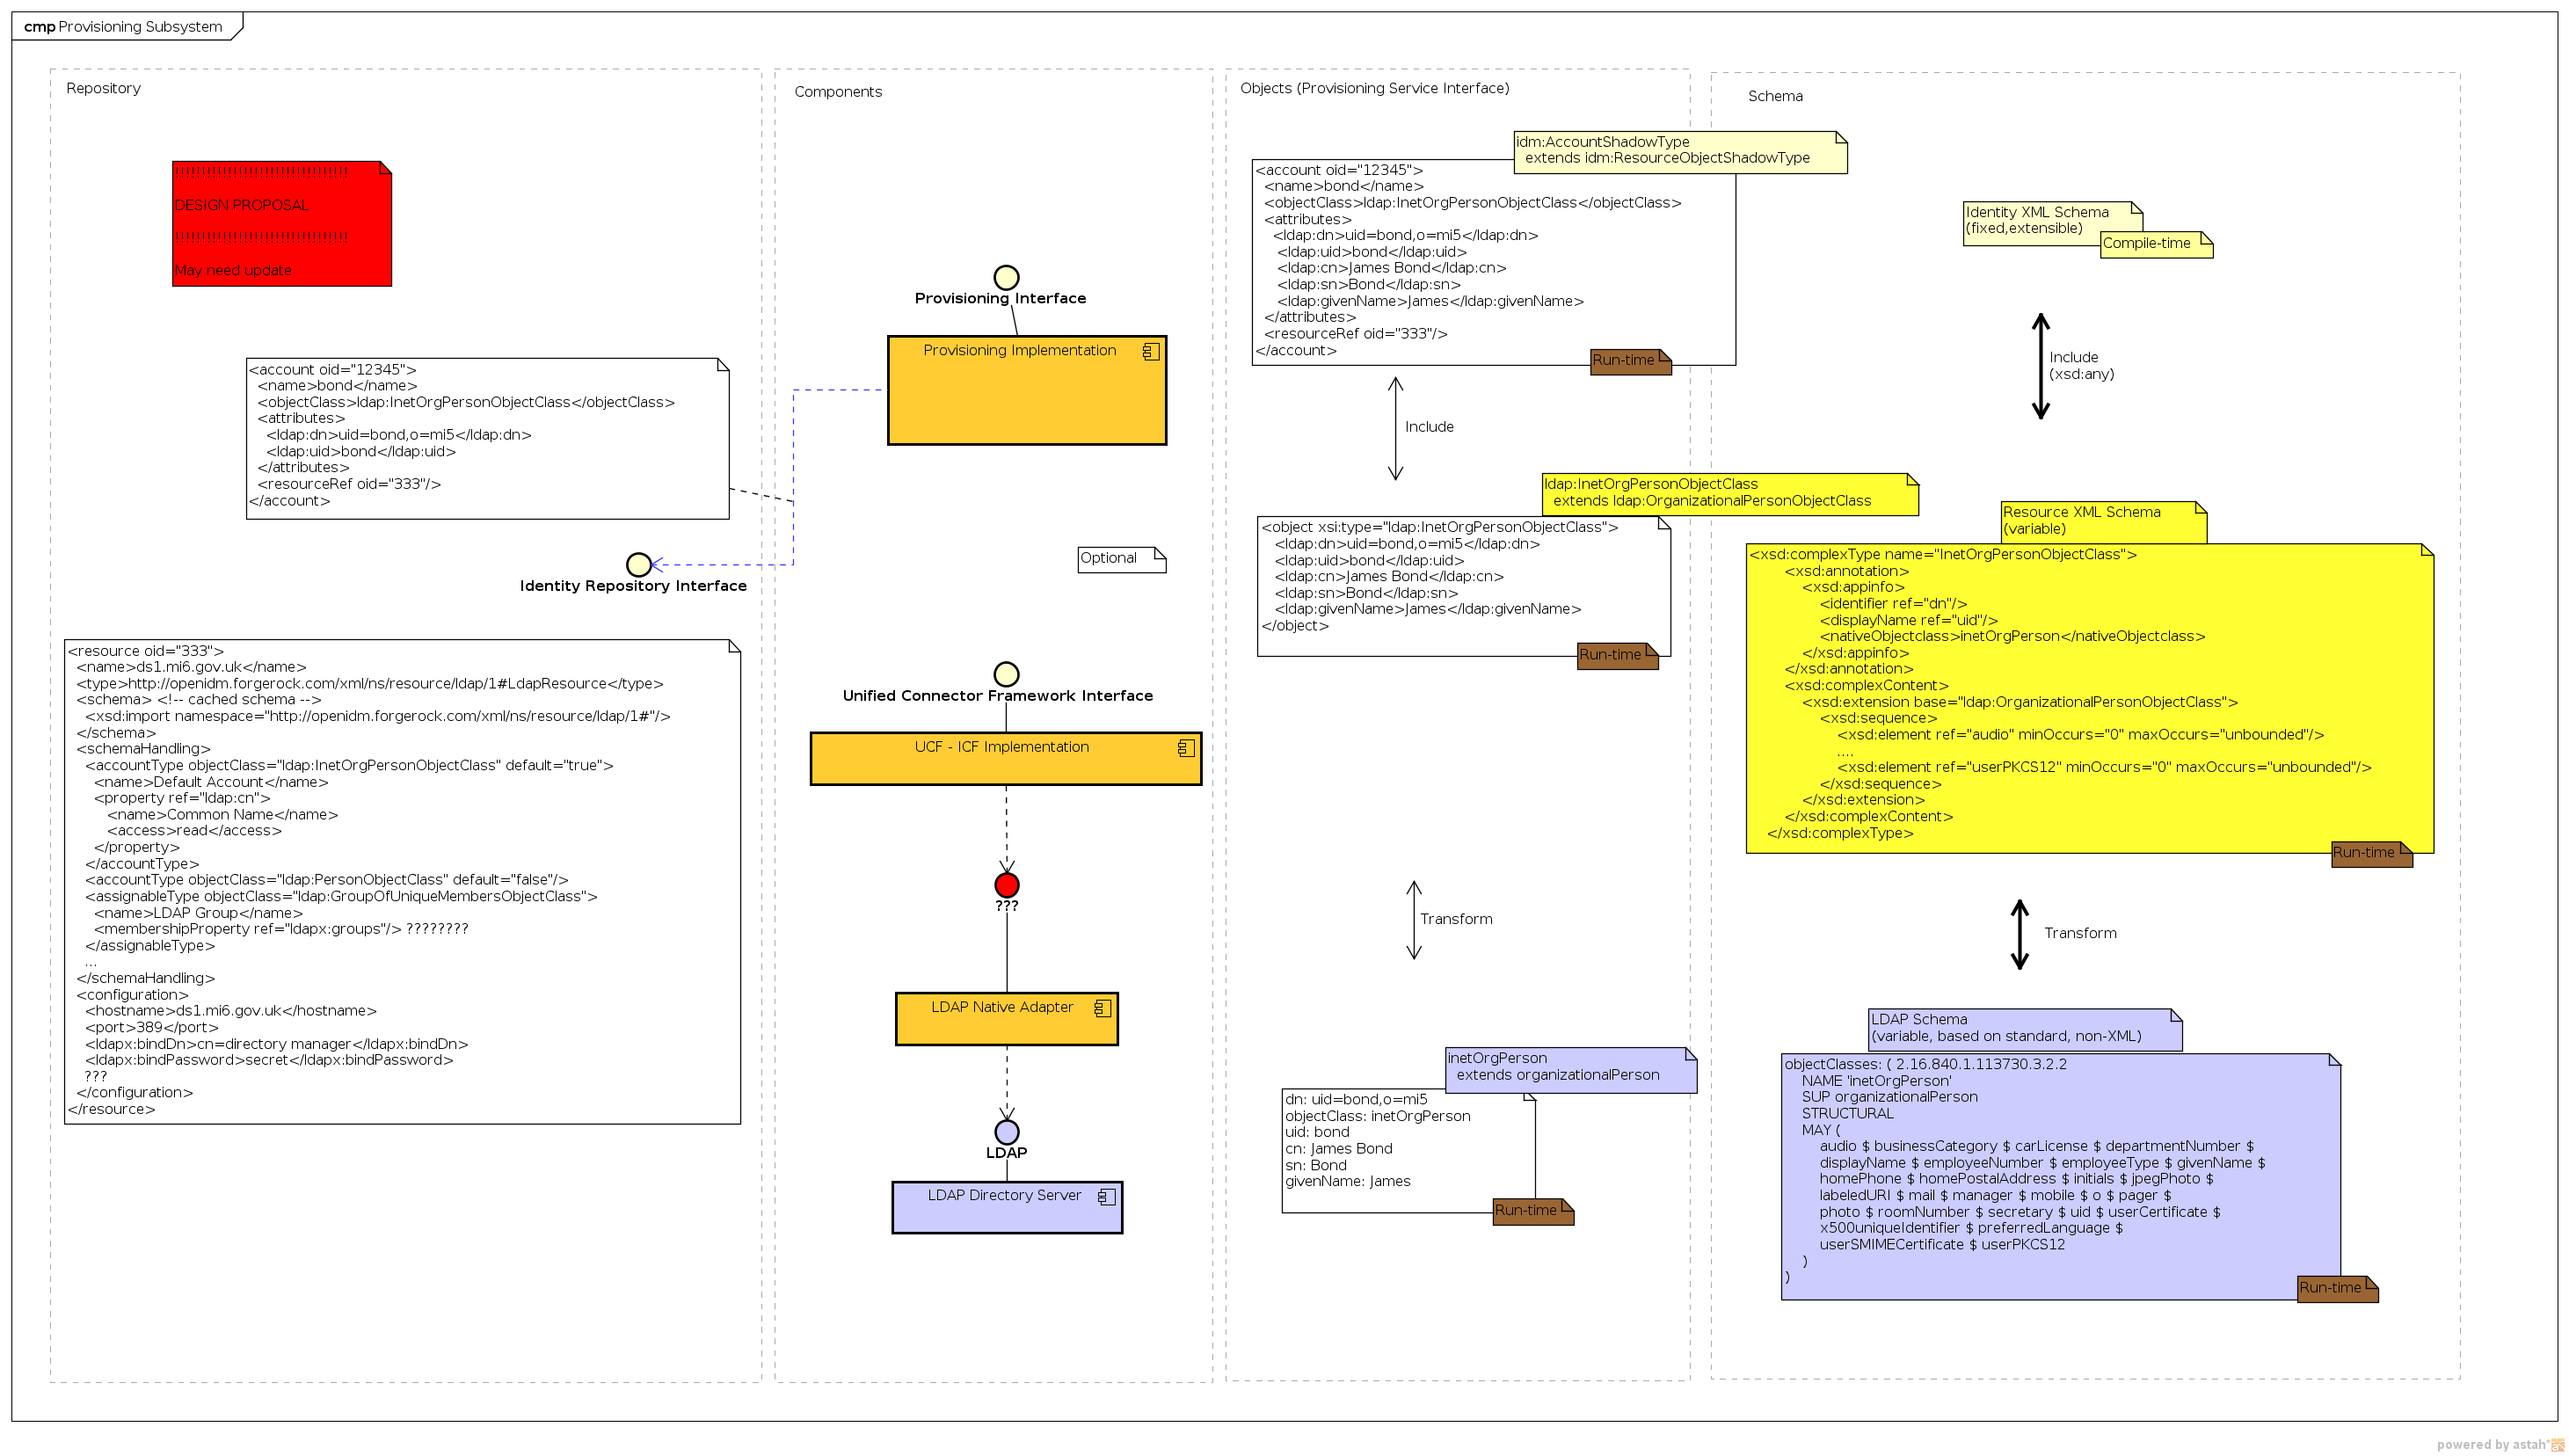 cmp Provisioning Subsystem
Repository
!!!!!!!!!!!!!!!!!!!!!!!!!!!!!!!!!
DESIGN PROPOSAL
!!!!!!!!!!!!!!!!!!!!!!!!!!!!!!!!!
May need update
<account oid="12345">
<name>bond</name>
<objectClass>ldap:InetOrgPersonObjectClass</objectClass>
<attributes>
<ldap:dn>uid=bond,o=mi5</ldap:dn>
<ldap:uid>bond</ldap:uid>
</attributes>
<resourceRef oid="333"/>
</account>
Identity Repository Interface
<resource oid="333">
<name>ds1.mi6.gov.uk</name>
<type>http://openidm.forgerock.com/xml/ns/resource/ldap/1#LdapResource</type>
<schema> <!-- cached schema -->
<xsd:import namespace="http://openidm.forgerock.com/xml/ns/resource/ldap/1#"/>
</schema>
<schemaHandling>
<accountType objectClass="ldap:InetOrgPersonObjectClass" default="true">
<name>Default Account</name>
<property ref="ldap:cn">
<name>Common Name</name>
<access>read</access>
</property>
</accountType>
<accountType objectClass="ldap:PersonObjectClass" default="false"/>
<assignableType objectClass="ldap:GroupOfUniqueMembersObjectClass">
<name>LDAP Group</name>
<membershipProperty ref="ldapx:groups"/> ????????
</assignableType>
...
</schemaHandling>
<configuration>
<hostname>ds1.mi6.gov.uk</hostname>
<port>389</port>
<ldapx:bindDn>cn=directory manager</ldapx:bindDn>
<ldapx:bindPassword>secret</ldapx:bindPassword>
???
</configuration>
</resource>
Components
Provisioning Interface
Provisioning Implementation
Optional
Unified Connector Framework Interface
UCF - ICF Implementation
???
LDAP Native Adapter
LDAP
LDAP Directory Server
Objects (Provisioning Service Interface)
idm:AccountShadowType
extends idm:ResourceObjectShadowType
<account oid="12345">
<name>bond</name>
<objectClass>ldap:InetOrgPersonObjectClass</objectClass>
<attributes>
<ldap:dn>uid=bond,o=mi5</ldap:dn>
<ldap:uid>bond</ldap:uid>
<ldap:cn>James Bond</ldap:cn>
<ldap:sn>Bond</ldap:sn>
<ldap:givenName>James</ldap:givenName>
</attributes>
<resourceRef oid="333"/>
</account>
Run-time
Include
ldap:InetOrgPersonObjectClass
extends ldap:OrganizationalPersonObjectClass
<object xsi:type="ldap:InetOrgPersonObjectClass">
<ldap:dn>uid=bond,o=mi5</ldap:dn>
<ldap:uid>bond</ldap:uid>
<ldap:cn>James Bond</ldap:cn>
<ldap:sn>Bond</ldap:sn>
<ldap:givenName>James</ldap:givenName>
</object>
Run-time
Transform
inetOrgPerson
extends organizationalPerson
dn: uid=bond,o=mi5
objectClass: inetOrgPerson
uid: bond
cn: James Bond
sn: Bond
givenName: James
Run-time
Schema
Identity XML Schema
(fixed,extensible)
Compile-time
Include
(xsd:any)
Resource XML Schema
(variable)
<xsd:complexType name="InetOrgPersonObjectClass">
<xsd:annotation>
<xsd:appinfo>
<identifier ref="dn"/>
<displayName ref="uid"/>
<nativeObjectclass>inetOrgPerson</nativeObjectclass>
</xsd:appinfo>
</xsd:annotation>
<xsd:complexContent>
<xsd:extension base="ldap:OrganizationalPersonObjectClass">
<xsd:sequence>
<xsd:element ref="audio" minOccurs="0" maxOccurs="unbounded"/>
....
<xsd:element ref="userPKCS12" minOccurs="0" maxOccurs="unbounded"/>
</xsd:sequence>
</xsd:extension>
</xsd:complexContent>
</xsd:complexType>
Run-time
Transform
LDAP Schema
(variable, based on standard, non-XML)
objectClasses: ( 2.16.840.1.113730.3.2.2
NAME 'inetOrgPerson'
SUP organizationalPerson
STRUCTURAL
MAY (
audio $ businessCategory $ carLicense $ departmentNumber $
displayName $ employeeNumber $ employeeType $ givenName $
homePhone $ homePostalAddress $ initials $ jpegPhoto $
labeledURI $ mail $ manager $ mobile $ o $ pager $
photo $ roomNumber $ secretary $ uid $ userCertificate $
x500uniqueIdentifier $ preferredLanguage $
userSMIMECertificate $ userPKCS12
)
)
Run-time
powered by astah*